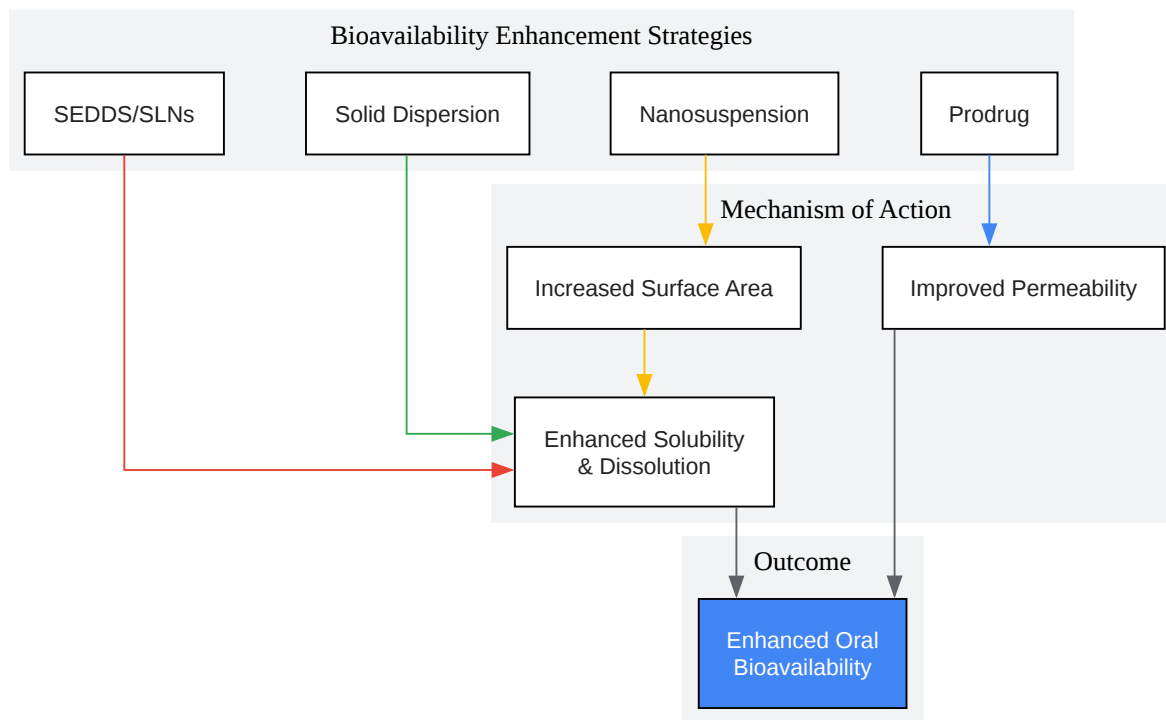 Bioavailability Enhancement Strategies
SEDDS/SLNs
Solid Dispersion
Nanosuspension
Prodrug
Mechanism of Action
Increased Surface Area
Improved Permeability
Enhanced Solubility
& Dissolution
Outcome
Enhanced Oral
Bioavailability